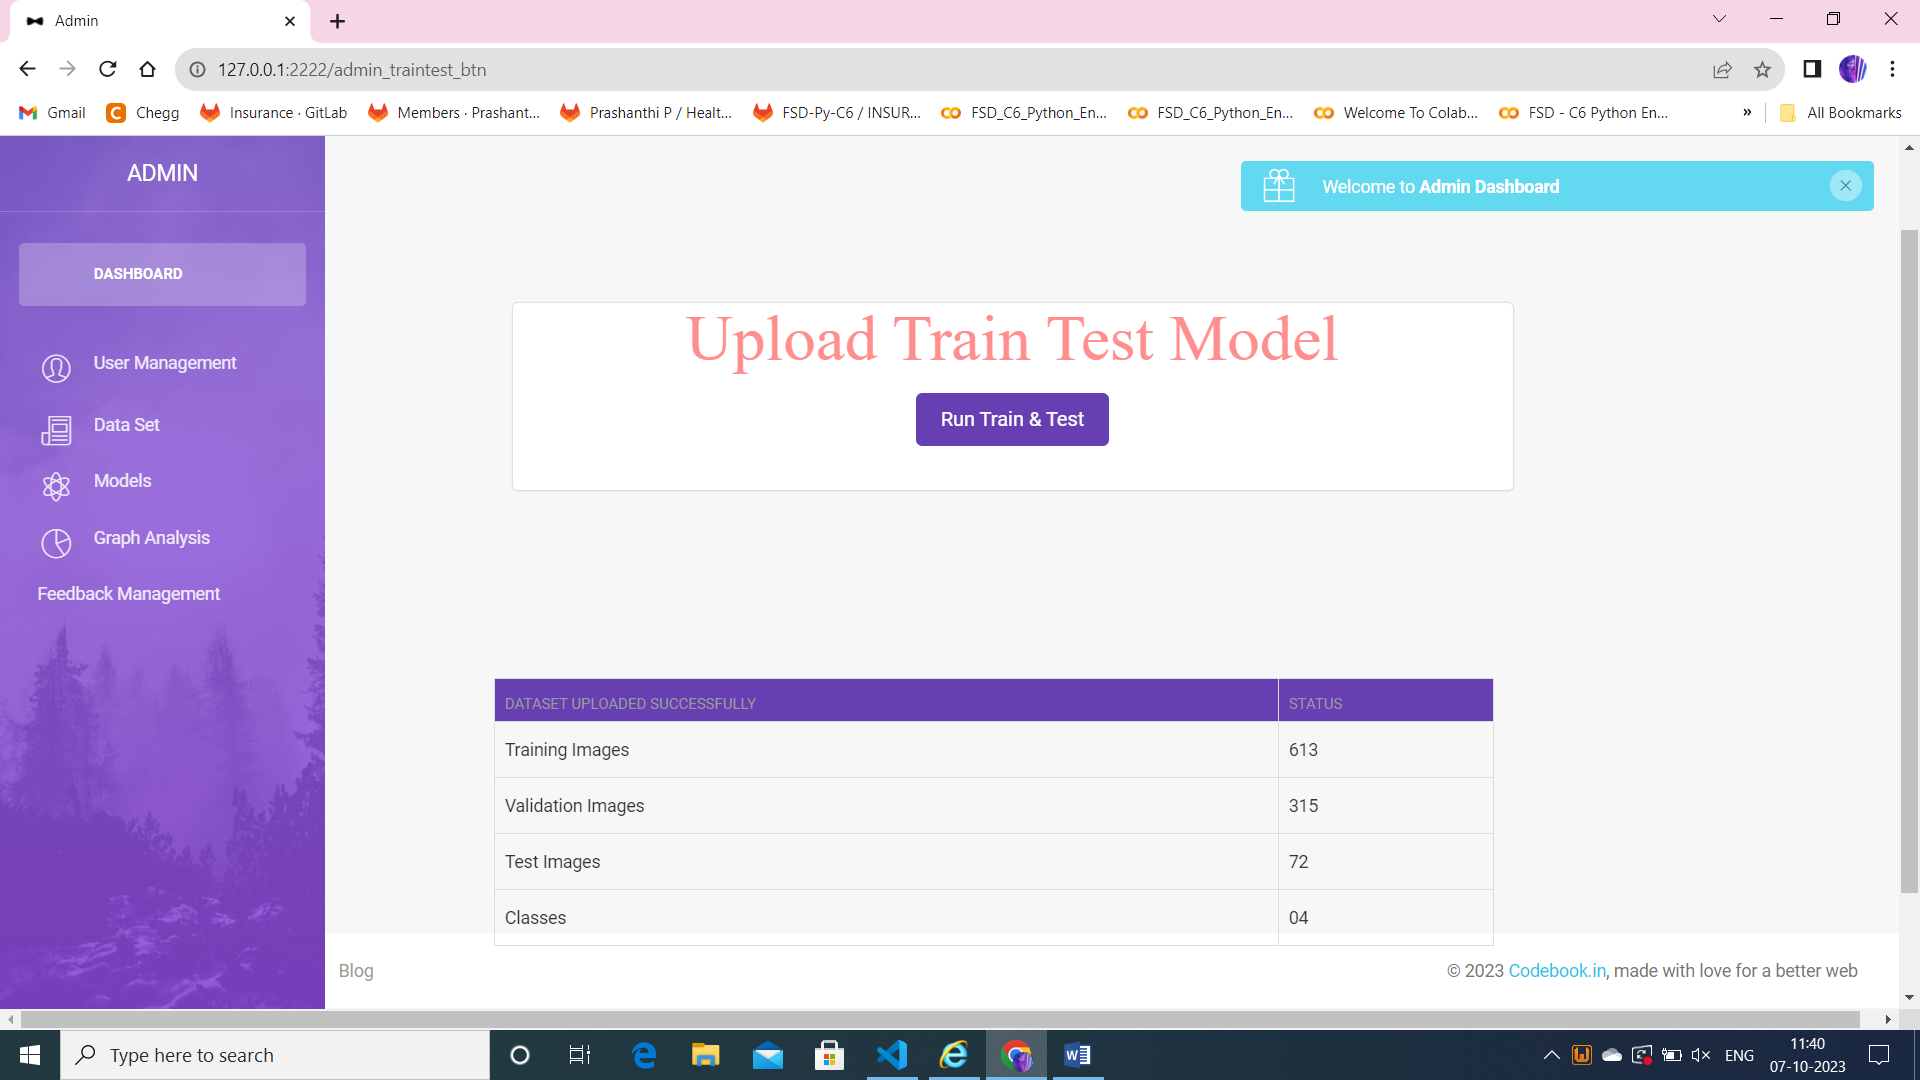 Admin
127.0.0.1:2222/admin_traintest_btn
Gmail
Chegg
Insurance · GitLab
Members · Prashant...
Prashanthi P / Healt...
FSD-Py-C6 / INSUR...
FSD_C6_Python_En...
FSD_C6_Python_En...
Welcome To Colab...
FSD - C6 Python En...
»
All Bookmarks
ADMIN
Welcome to Admin Dashboard
DASHBOARD
User Management
Data Set
Models
Graph Analysis
Feedback Management
Upload Train Test Model
Run Train & Test
DATASET UPLOADED SUCCESSFULLY STATUS
Training Images 613
Validation Images 315
Test Images 72
Classes 04
Blog
© 2023 Codebook.in, made with love for a better web
Type here to search
ENG
11:40
07-10-2023